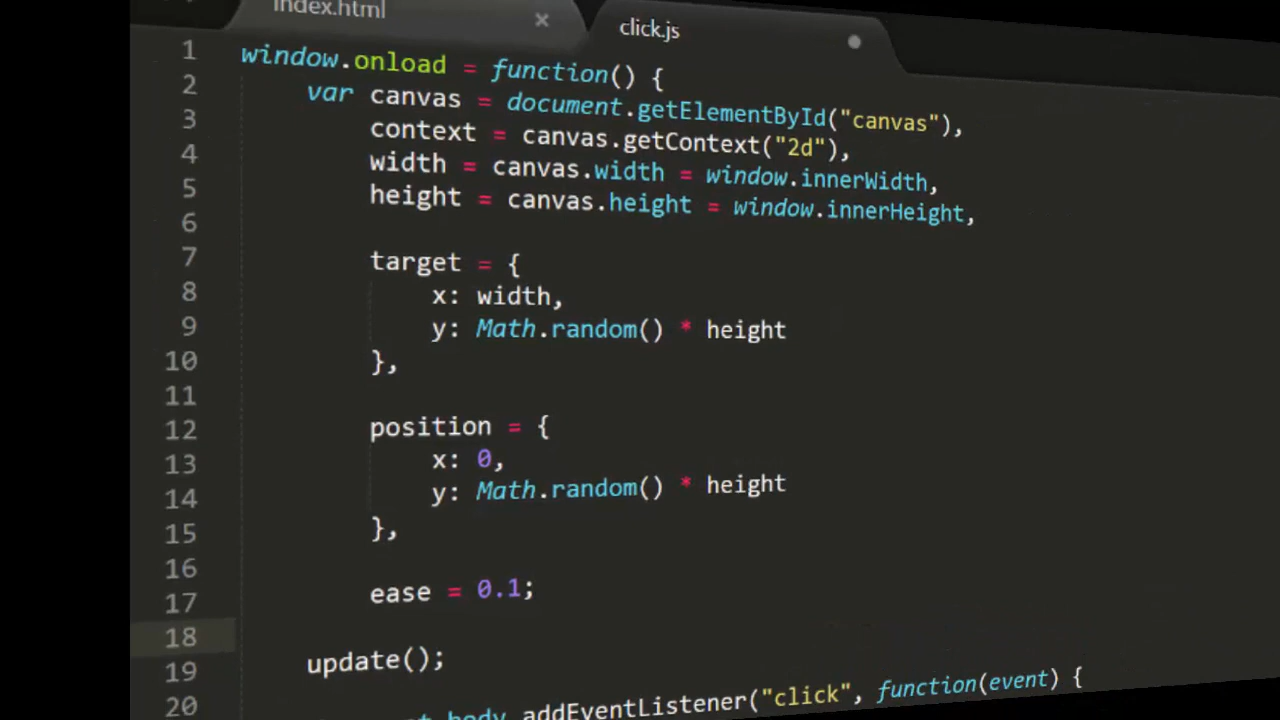 index.html × click.js
1 window.onload = function() {
2 var canvas = document.getElementById("canvas"),
3 context = canvas.getContext("2d"),
4 width = canvas.width = window.innerWidth,
5 height = canvas.height = window.innerHeight,
6
7 target = {
8 x: width,
9 y: Math.random() * height
10 },
11
12 position = {
13 x: 0,
14 y: Math.random() * height
15 },
16
17 ease = 0.1;
18
19 update();
20 body addEventListener("click", function(event) {